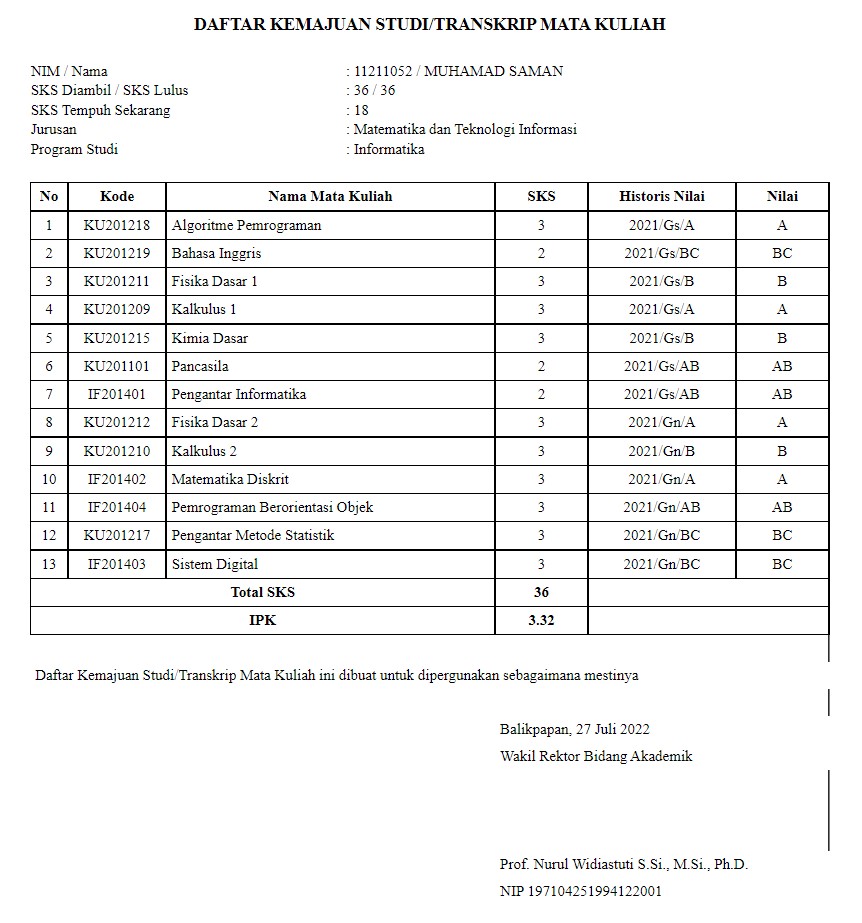 DAFTAR KEMAJUAN STUDI/TRANSKRIP MATA KULIAH
NIM / Nama : 11211052 / MUHAMAD SAMAN
SKS Diambil / SKS Lulus : 36 / 36
SKS Tempuh Sekarang : 18
Jurusan : Matematika dan Teknologi Informasi
Program Studi : Informatika
No Kode Nama Mata Kuliah SKS Historis Nilai Nilai
1 KU201218 Algoritme Pemrograman 3 2021/Gs/A A
2 KU201219 Bahasa Inggris 2 2021/Gs/BC BC
3 KU201211 Fisika Dasar 1 3 2021/Gs/B B
4 KU201209 Kalkulus 1 3 2021/Gs/A A
5 KU201215 Kimia Dasar 3 2021/Gs/B B
6 KU201101 Pancasila 2 2021/Gs/AB AB
7 IF201401 Pengantar Informatika 2 2021/Gs/AB AB
8 KU201212 Fisika Dasar 2 3 2021/Gn/A A
9 KU201210 Kalkulus 2 3 2021/Gn/B B
10 IF201402 Matematika Diskrit 3 2021/Gn/A A
11 IF201404 Pemrograman Berorientasi Objek 3 2021/Gn/AB AB
12 KU201217 Pengantar Metode Statistik 3 2021/Gn/BC BC
13 IF201403 Sistem Digital 3 2021/Gn/BC BC
Total SKS 36
IPK 3.32
Daftar Kemajuan Studi/Transkrip Mata Kuliah ini dibuat untuk dipergunakan sebagaimana mestinya
Balikpapan, 27 Juli 2022
Wakil Rektor Bidang Akademik
Prof. Nurul Widiastuti S.Si., M.Si., Ph.D.
NIP 197104251994122001